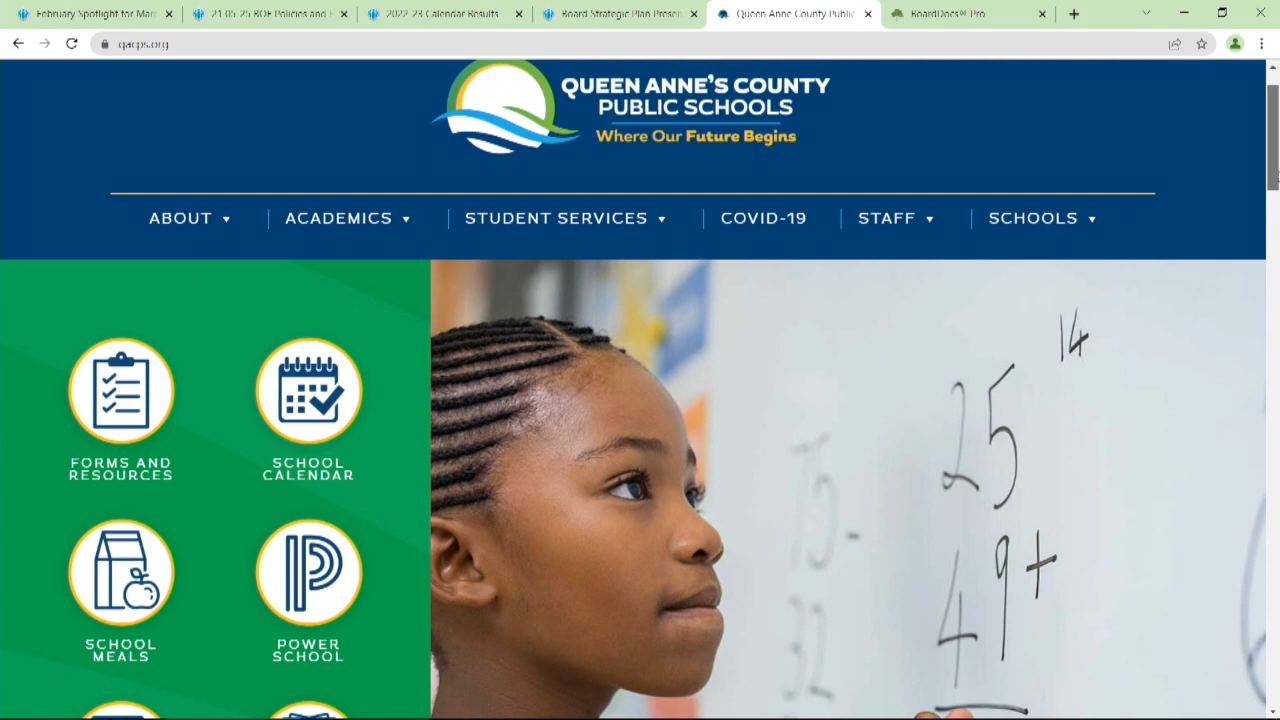 February Spotlight for Marc
21 05-25 BOE Policies and
2022-23 Calendar Results
Board Strategic Plan Presen
Queen Anne County Public
BoardDocs® Pro
qacps.org
QUEEN ANNE'S COUNTY
PUBLIC SCHOOLS
Where Our Future Begins
ABOUT
ACADEMICS
STUDENT SERVICES
COVID-19
STAFF
SCHOOLS
FORMS AND
RESOURCES
SCHOOL
CALENDAR
SCHOOL
MEALS
POWER
SCHOOL
14
25
49+